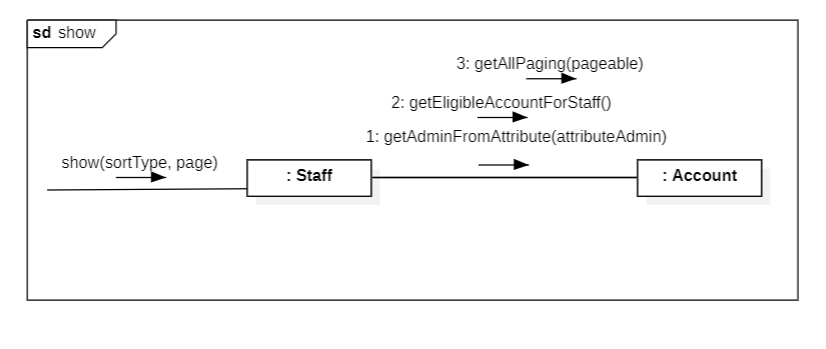 sd show
3: getAllPaging(pageable)
2: getEligibleAccountForStaff()
1: getAdminFromAttribute(attributeAdmin)
show(sortType, page)
: Staff
: Account